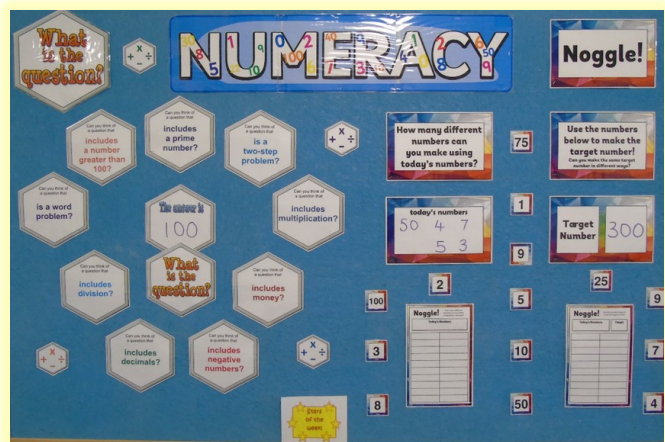 What
is the
question?
NUMERACY
Noggle!
Can you think of
a question that
includes
a number
greater than
100?
Can you think of
a question that
includes
a prime
number?
Can you think of
a question that
is a
two-step
problem?
Can you think of
a question that
is a word
problem?
The answer is
100
Can you think of
a question that
includes
multiplication?
Can you think of
a question that
includes
division?
What
is the
question?
Can you think of
a question that
includes
money?
Can you think of
a question that
includes
decimals?
Can you think of
a question that
includes
negative
numbers?
How many different
numbers can
you make using
today's numbers?
75
Use the numbers
below to make the
target number!
Can you make the same target
number in different ways?
today's numbers
50 4 7
5 3
1
9
Target
Number
300
2
25
100
5
9
3
10
7
8
50
4
Noggle!
Today's Numbers
Noggle!
Today's Numbers
Target
Stars
of the
week